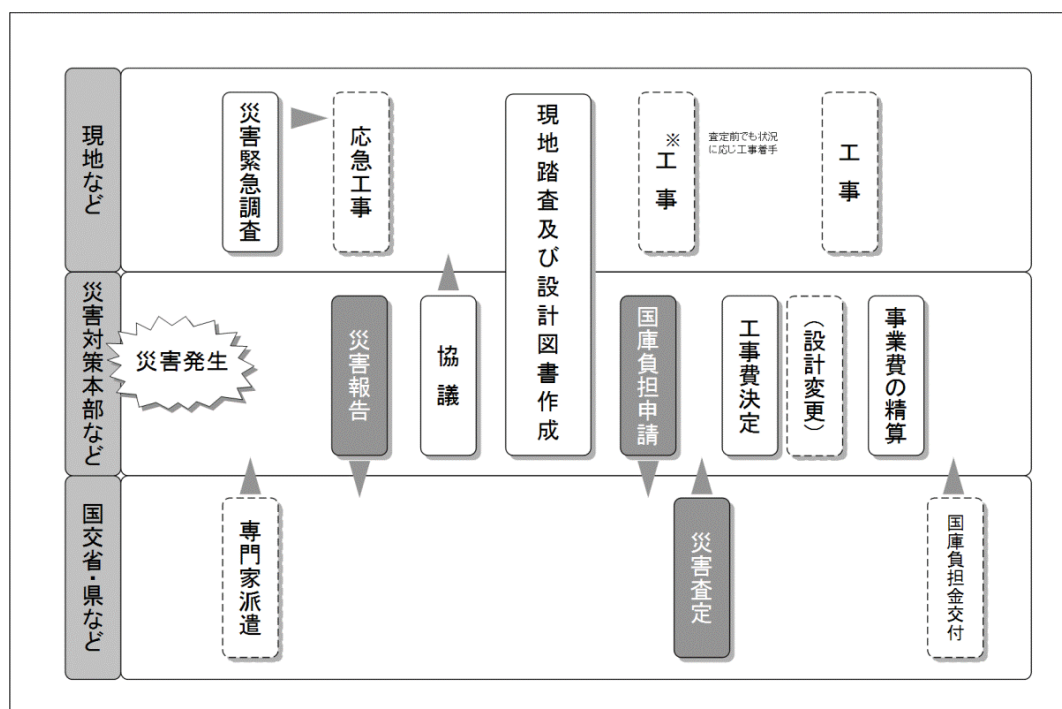 現地など
災害緊急調査
応急工事
現地踏査及び設計図書作成
※工事
査定前でも状況
に応じ工事着手
工事
災害対策本部など
災害発生
災害報告
協議
国庫負担申請
工事費決定
（設計変更）
事業費の精算
国交省・県など
専門家派遣
災害査定
国庫負担金交付